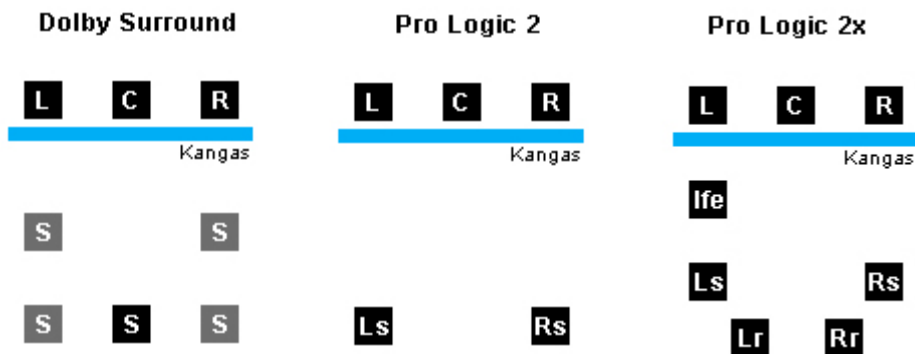 Dolby Surround
L C R
Kangas
S S
S S S
Pro Logic 2
L C R
Kangas
Ls Rs
Pro Logic 2x
L C R
Kangas
lfe
Ls Rs
Lr Rr